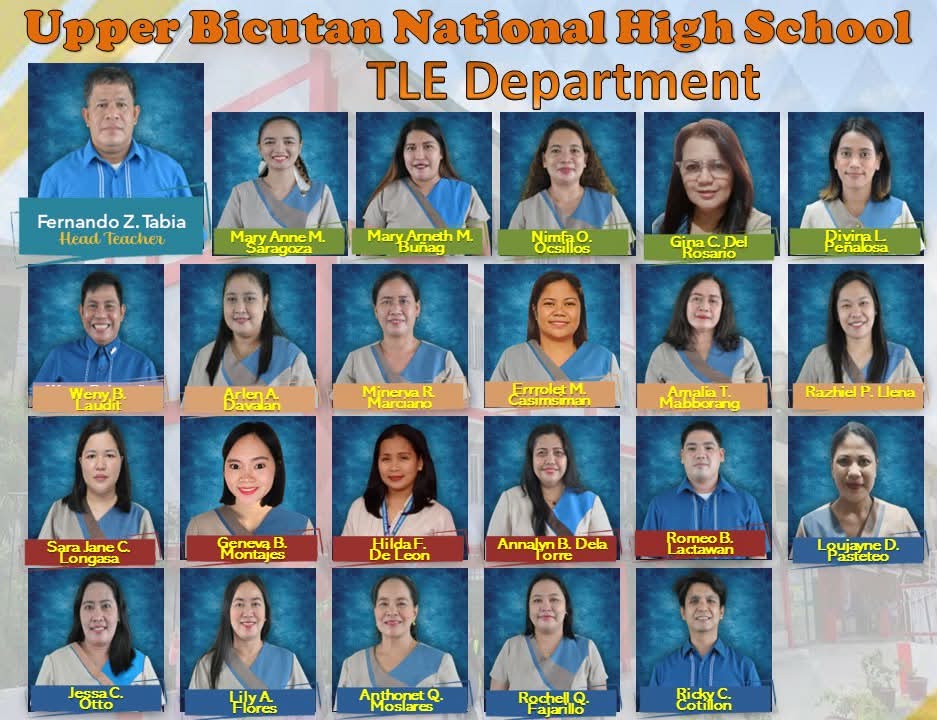 Upper Bicutan National High School
TLE Department
Fernando Z. Tabia
Head Teacher
Mary Anne M.
Saragoza
Mary Arneth M.
Buñag
Nimfa O.
Ocsillos
Gina C. Del
Rosario
Divina L.
Peñalosa
Weny B.
Laudit
Arlen A.
Davalan
Minerva R.
Marciano
Errrolet M.
Casimsiman
Amalia T.
Mabborang
Razhiel P. Llena
Sara Jane C.
Longasa
Geneva B.
Montajes
Hilda F.
De Leon
Annalyn B. Dela
Torre
Romeo B.
Lactawan
Loujayne D.
Pasteteo
Jessa C.
Otto
Lily A.
Flores
Anthonet Q.
Moslares
Rochell Q.
Fajarillo
Ricky C.
Cotillon